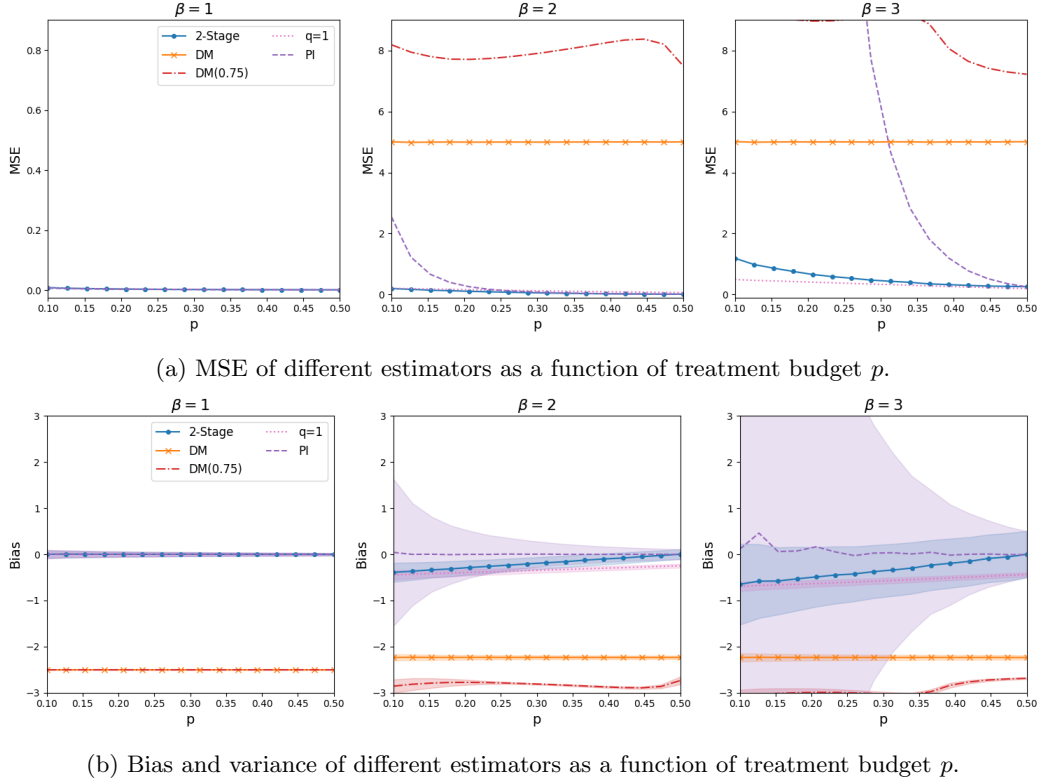 β = 1
β = 2
β = 3
MSE
0.8
0.6
0.4
0.2
0.0
2-Stage
DM
DM(0.75)
q=1
PI
0.10 0.15 0.20 0.25 0.30 0.35 0.40 0.45 0.50
p
MSE
8
6
4
2
0
0.10 0.15 0.20 0.25 0.30 0.35 0.40 0.45 0.50
p
MSE
8
6
4
2
0
0.10 0.15 0.20 0.25 0.30 0.35 0.40 0.45 0.50
p
(a) MSE of different estimators as a function of treatment budget p.
β = 1
β = 2
β = 3
Bias
3
2
1
0
−1
−2
−3
2-Stage
DM
DM(0.75)
q=1
PI
0.10 0.15 0.20 0.25 0.30 0.35 0.40 0.45 0.50
p
Bias
3
2
1
0
−1
−2
−3
0.10 0.15 0.20 0.25 0.30 0.35 0.40 0.45 0.50
p
Bias
3
2
1
0
−1
−2
−3
0.10 0.15 0.20 0.25 0.30 0.35 0.40 0.45 0.50
p
(b) Bias and variance of different estimators as a function of treatment budget p.